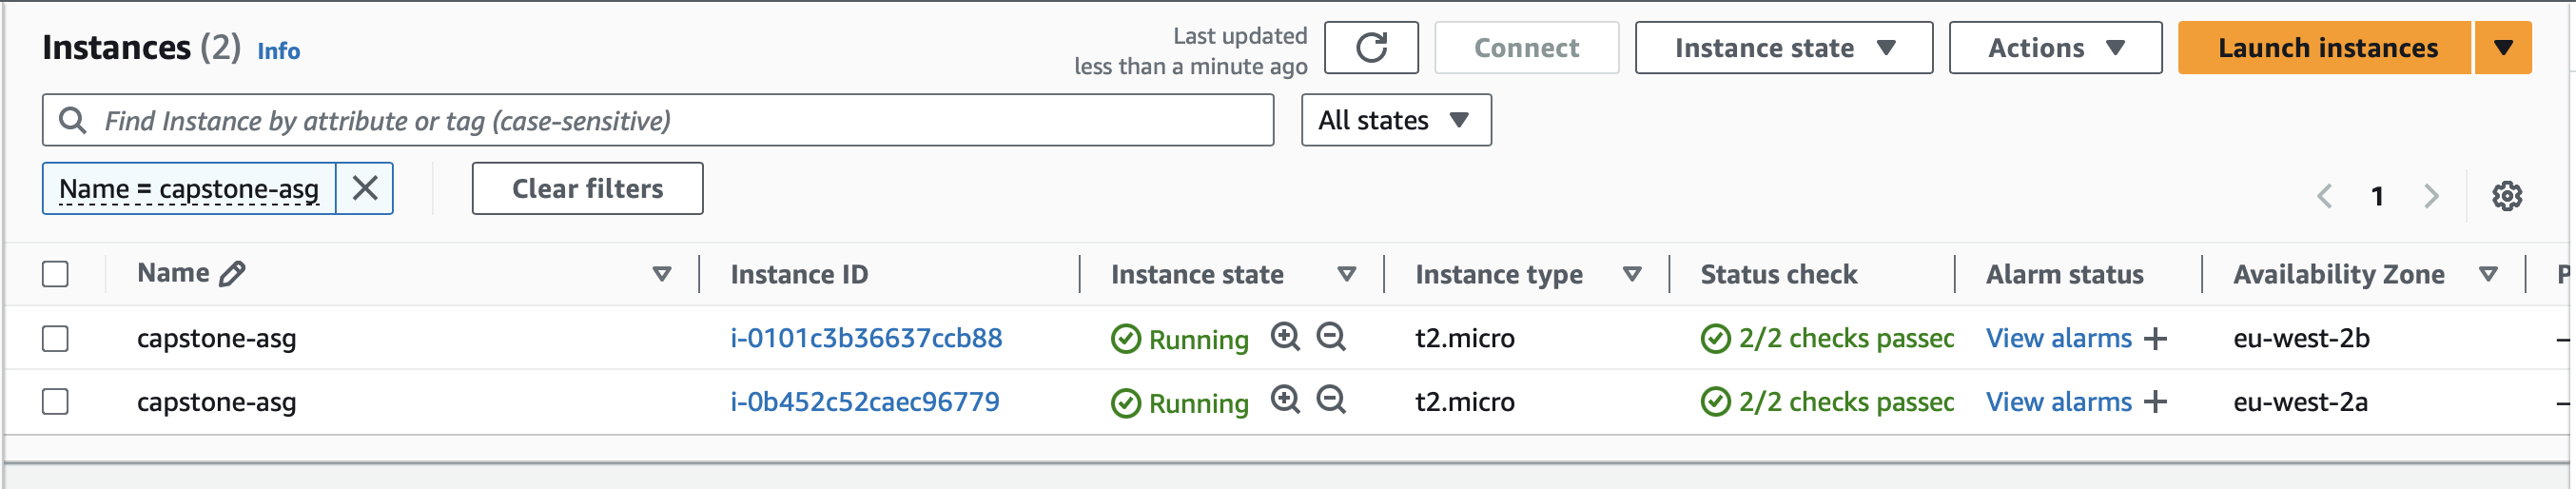 Instances (2) Info
Last updated
less than a minute ago
Connect
Instance state
Actions
Launch instances
Find Instance by attribute or tag (case-sensitive)
All states
Name = capstone-asg
Clear filters
1
Name Instance ID Instance state Instance type Status check Alarm status Availability Zone P
capstone-asg i-0101c3b36637ccb88 Running t2.micro 2/2 checks passed View alarms + eu-west-2b –
capstone-asg i-0b452c52caec96779 Running t2.micro 2/2 checks passed View alarms + eu-west-2a –